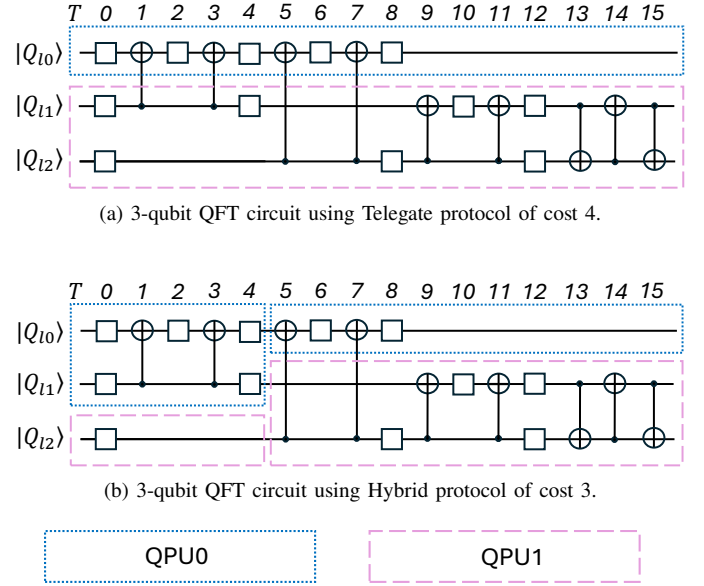 T 0 1 2 3 4 5 6 7 8 9 10 11 12 13 14 15
|Q_{l0}⟩
|Q_{l1}⟩
|Q_{l2}⟩
(a) 3-qubit QFT circuit using Telegate protocol of cost 4.
T 0 1 2 3 4 5 6 7 8 9 10 11 12 13 14 15
|Q_{l0}⟩
|Q_{l1}⟩
|Q_{l2}⟩
(b) 3-qubit QFT circuit using Hybrid protocol of cost 3.
QPU0 QPU1